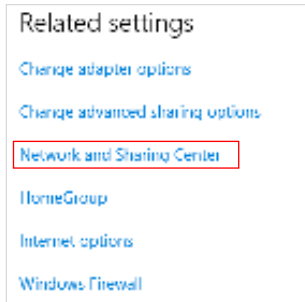 Related settings
Change adapter options
Change advanced sharing options
Network and Sharing Center
HomeGroup
Internet options
Windows Firewall